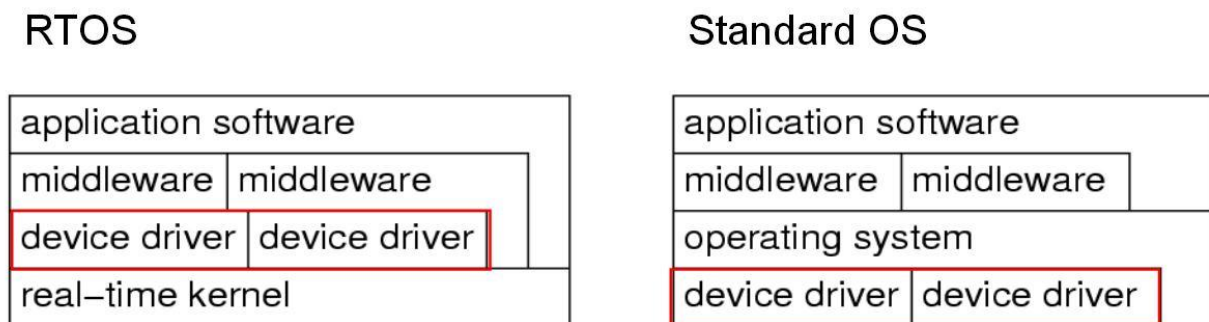 RTOS
application software
middleware middleware
device driver device driver
real–time kernel
Standard OS
application software
middleware middleware
operating system
device driver device driver